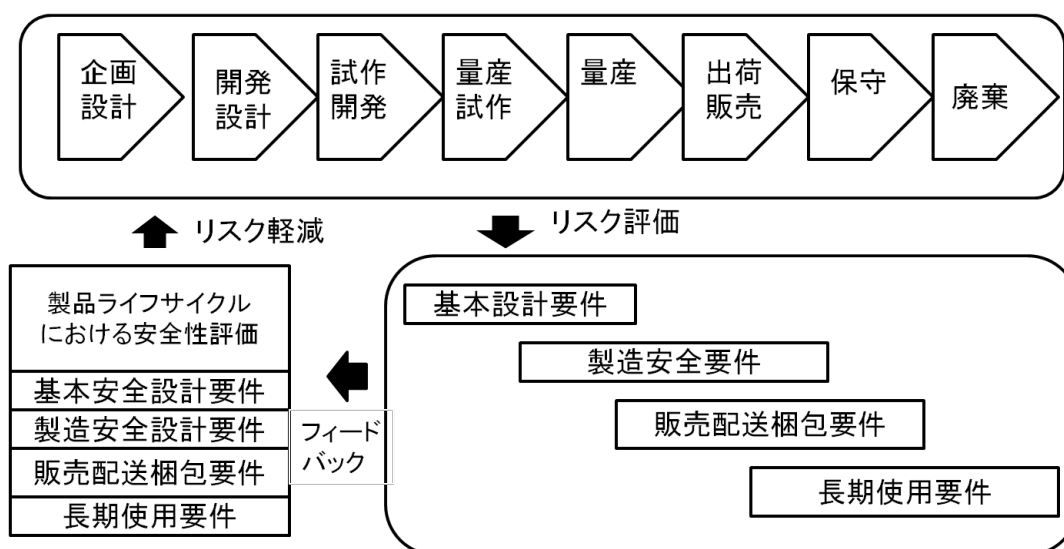 企画
設計
開発
設計
試作
開発
量産
試作
量産
出荷
販売
保守
廃棄
リスク軽減
リスク評価
製品ライフサイクル
における安全性評価
基本安全設計要件
製造安全設計要件
販売配送梱包要件
長期使用要件
フィード
バック
基本設計要件
製造安全要件
販売配送梱包要件
長期使用要件